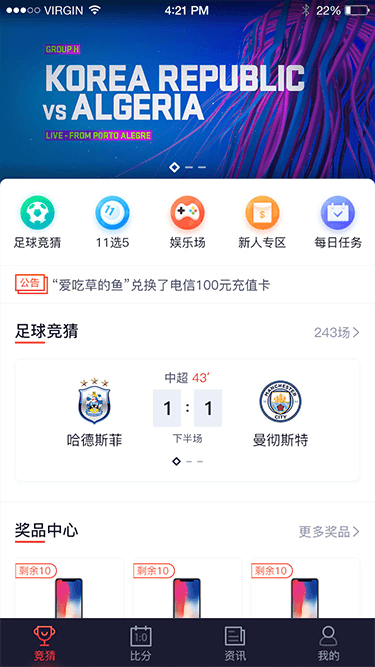 VIRGIN 4:21 PM 22%
GROUP H
KOREA REPUBLIC
VS ALGERIA
LIVE - FROM PORTO ALEGRE
足球竞猜 11选5 娱乐场 新人专区 每日任务
公告 “爱吃草的鱼”兑换了电信100元充值卡
足球竞猜 243场
中超 43'
1 : 1
哈德斯菲 下半场 曼彻斯特
奖品中心 更多奖品
剩余10 剩余10 剩余10
竞猜 比分 资讯 我的